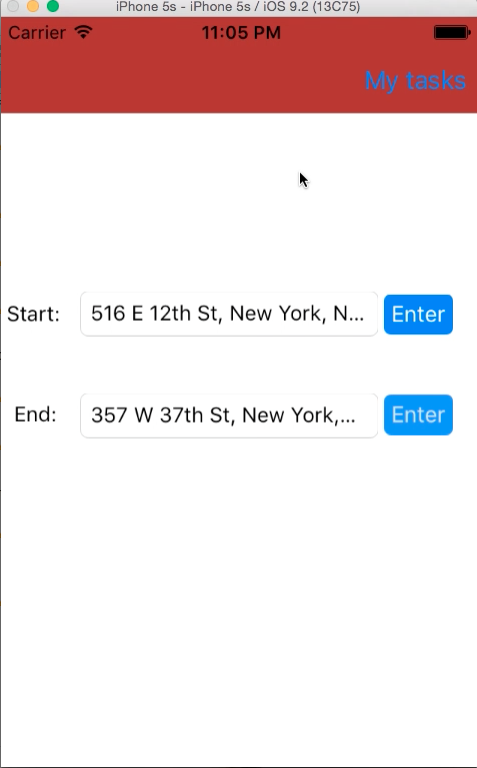 iPhone 5s - iPhone 5s / iOS 9.2 (13C75)
Carrier 11:05 PM
My tasks
Start: 516 E 12th St, New York, N... Enter
End: 357 W 37th St, New York,... Enter